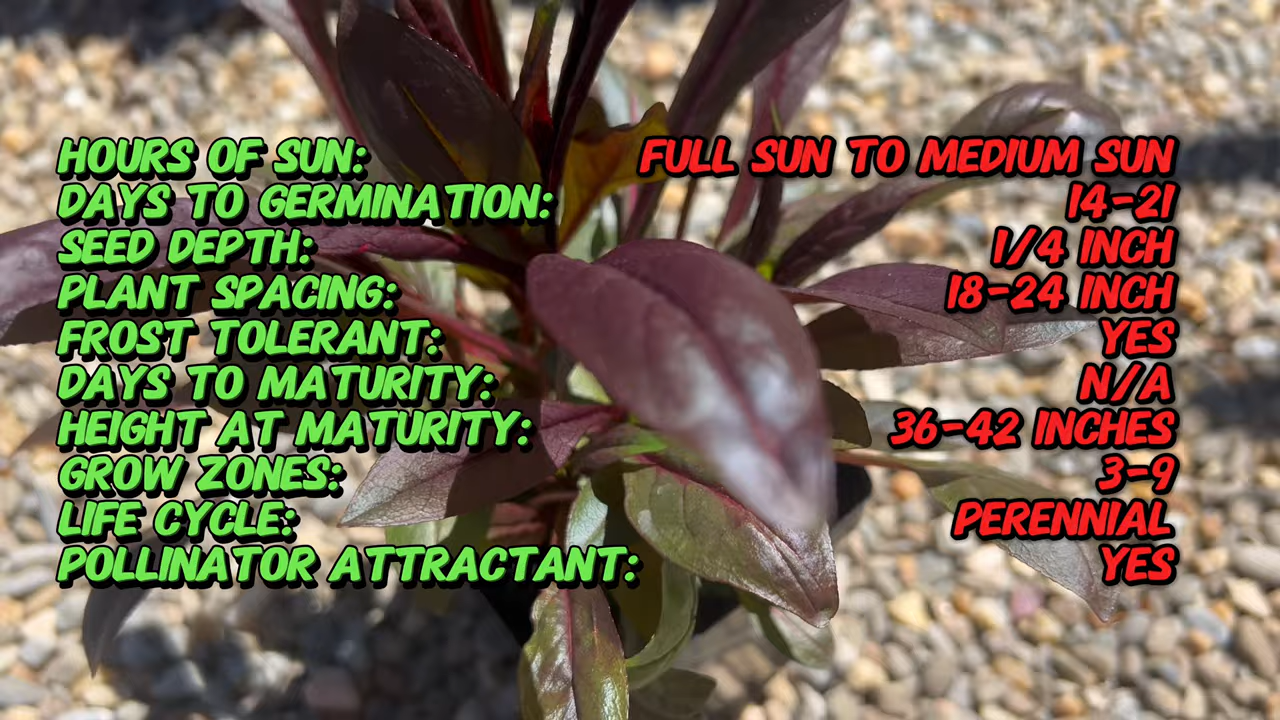 HOURS OF SUN: FULL SUN TO MEDIUM SUN
DAYS TO GERMINATION: 14-21
SEED DEPTH: 1/4 INCH
PLANT SPACING: 18-24 INCH
FROST TOLERANT: YES
DAYS TO MATURITY: N/A
HEIGHT AT MATURITY: 36-42 INCHES
GROW ZONES: 3-9
LIFE CYCLE: PERENNIAL
POLLINATOR ATTRACTANT: YES